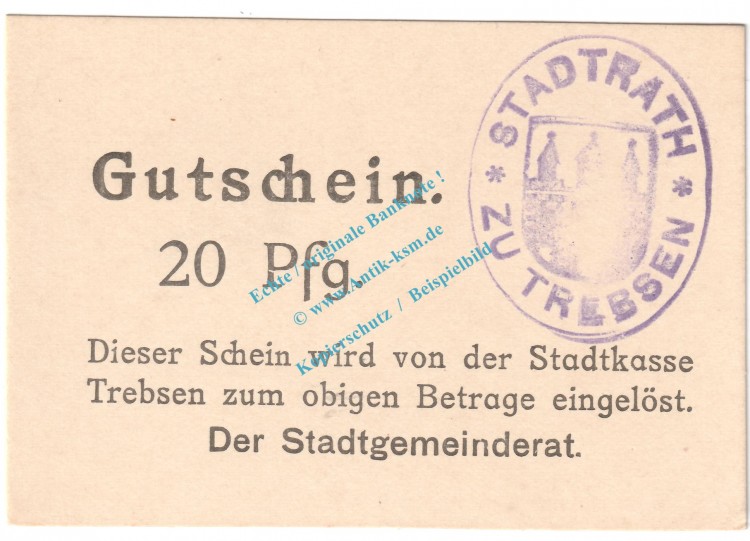 Gutschein.
20 Pfg.
Dieser Schein wird von der Stadtkasse
Trebsen zum obigen Betrage eingelöst.
Der Stadtgemeinderat.
* STADTRATH *
ZU TREBSEN
Echte / originale Banknote !
© www.Antik-ksm.de
Kopierschutz / Beispielbild